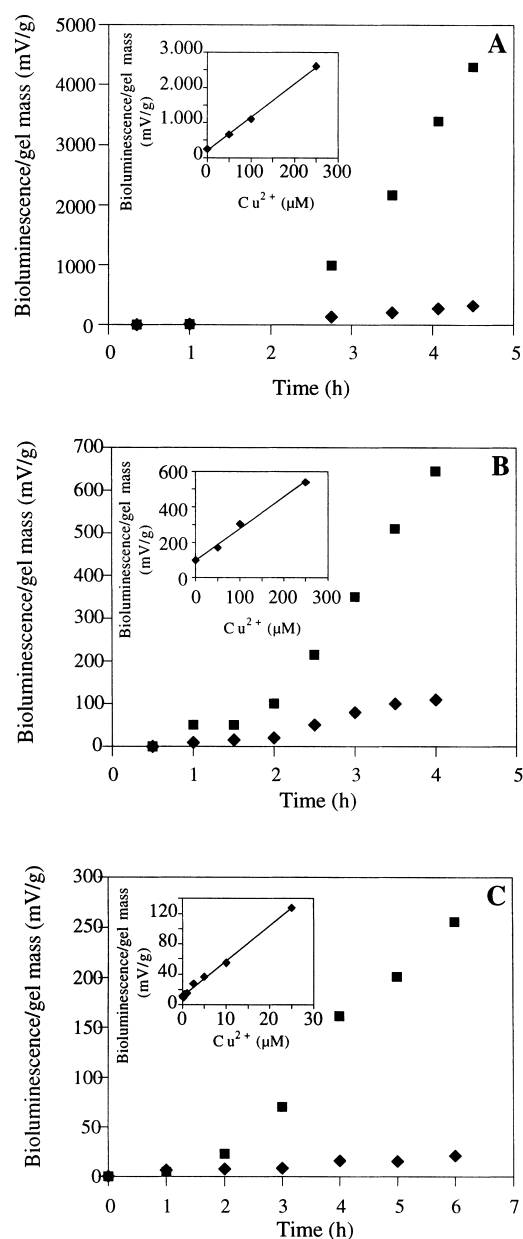 A
Bioluminescence/gel mass (mV/g)
5000
4000
3000
2000
1000
0
0 1 2 3 4 5
Time (h)
Bioluminescence/gel mass
(mV/g)
3.000
2.000
1.000
0
0 100 200 300
Cu2+ (µM)
B
Bioluminescence/gel mass (mV/g)
700
600
500
400
300
200
100
0
0 1 2 3 4 5
Time (h)
Bioluminescence/gel mass
(mV/g)
600
400
200
0
0 100 200 300
Cu2+ (µM)
C
Bioluminescence/gel mass (mV/g)
300
250
200
150
100
50
0
0 1 2 3 4 5 6 7
Time (h)
Bioluminescence/gel mass
(mV/g)
120
80
40
0
0 10 20 30
Cu2+ (µM)